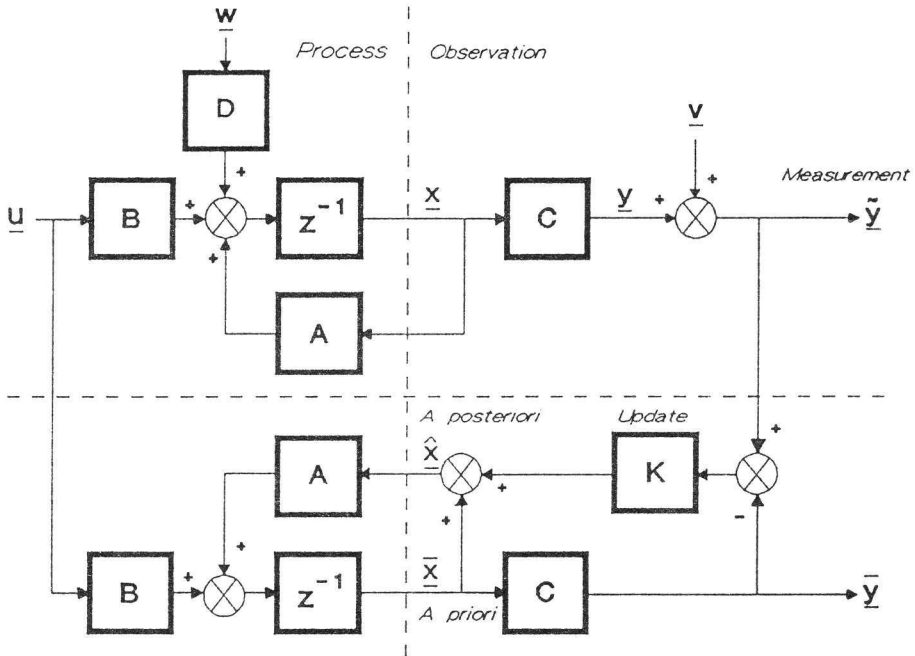 w
Process Observation
D
v
+ + Measurement
u B + z⁻¹ x C y + ỹ
+
A
A posteriori Update +
A x̂ + K
+ + -
B + z⁻¹ x̄ C ȳ
A priori